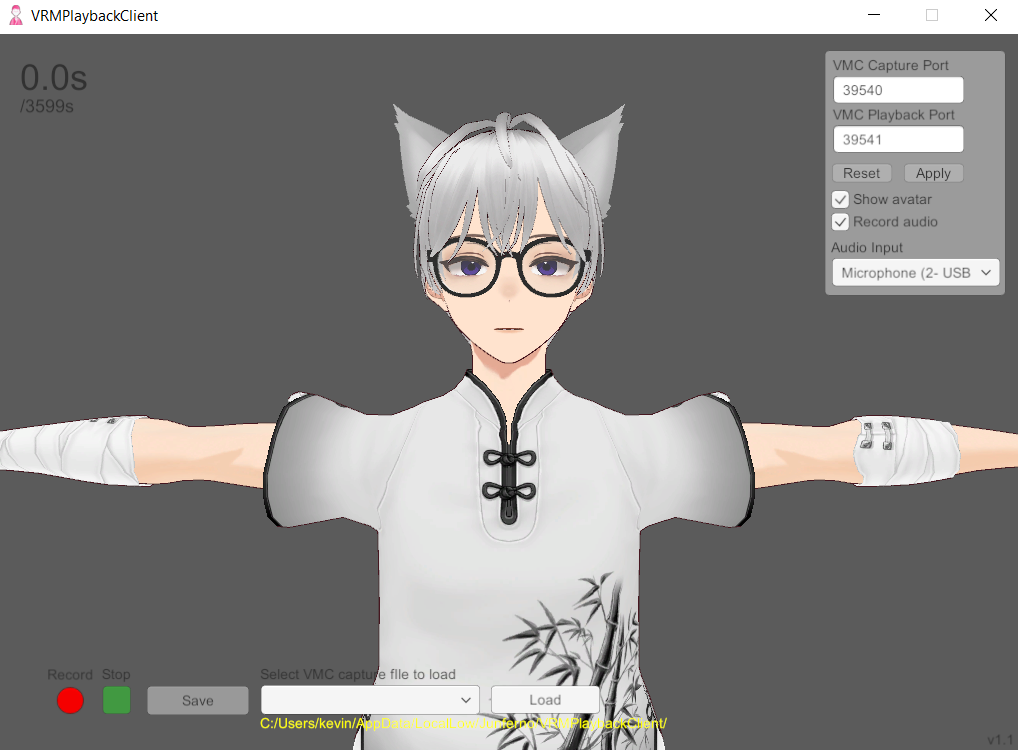 VRMPlaybackClient
0.0s
/3599s
VMC Capture Port
39540
VMC Playback Port
39541
Reset Apply
Show avatar
Record audio
Audio Input
Microphone (2- USB
Record Stop
Save
Select VMC capture file to load
Load
C:/Users/kevin/AppData/ /VRMPlaybackClient/
v1.1